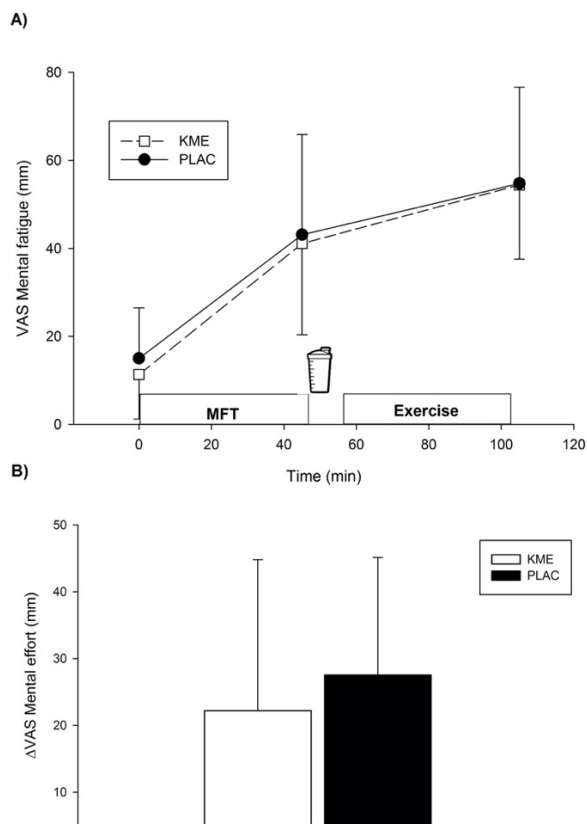 A)
80
60
40
20
0
VAS Mental fatigue (mm)
KME
PLAC
MFT
Exercise
0 20 40 60 80 100 120
Time (min)
B)
50
40
30
20
10
ΔVAS Mental effort (mm)
KME
PLAC